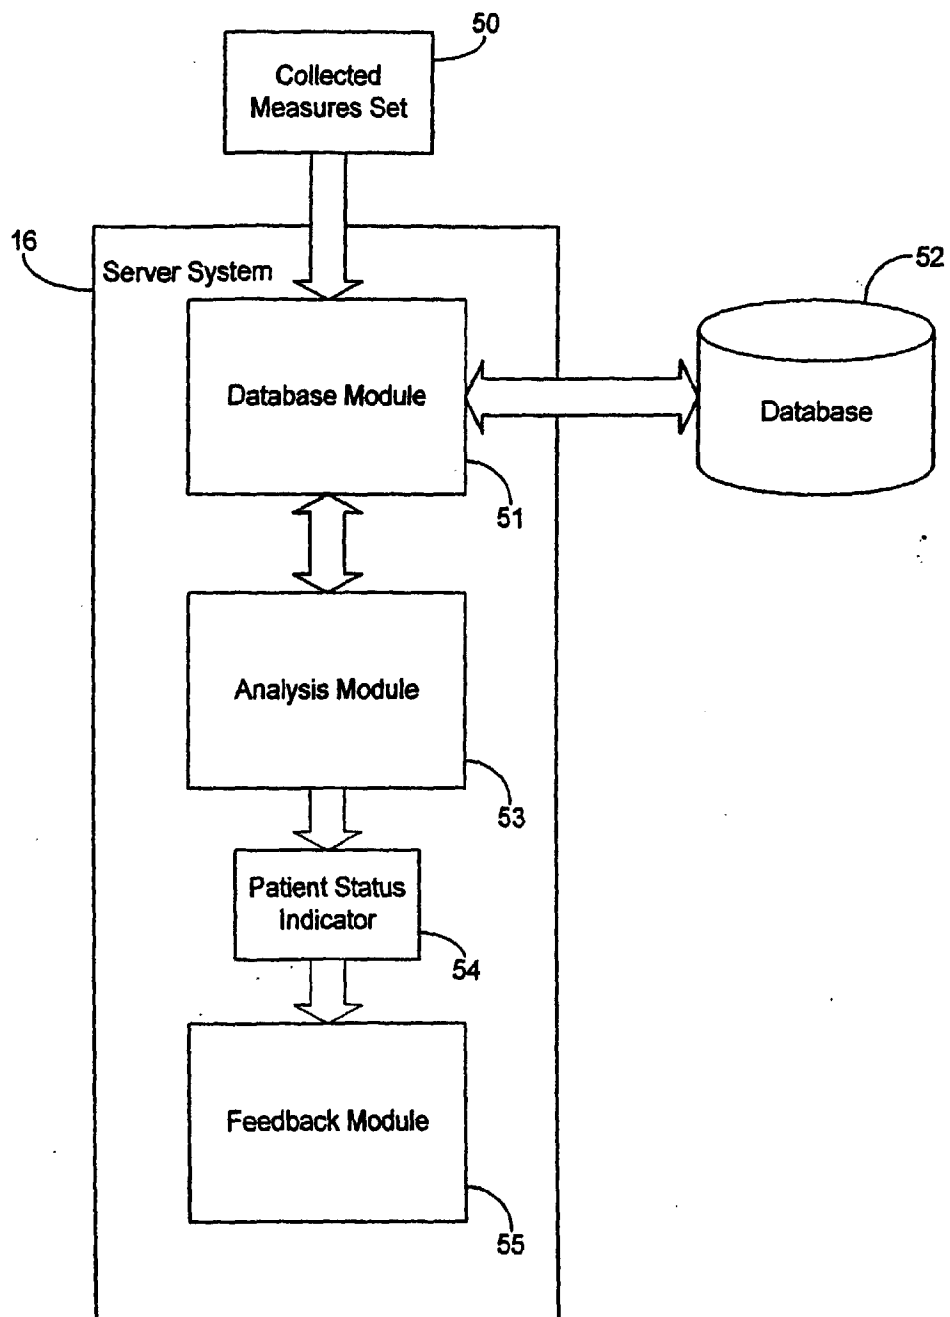 50
Collected
Measures Set
16
Server System
52
Database Module
Database
51
Analysis Module
53
Patient Status
Indicator
54
Feedback Module
55